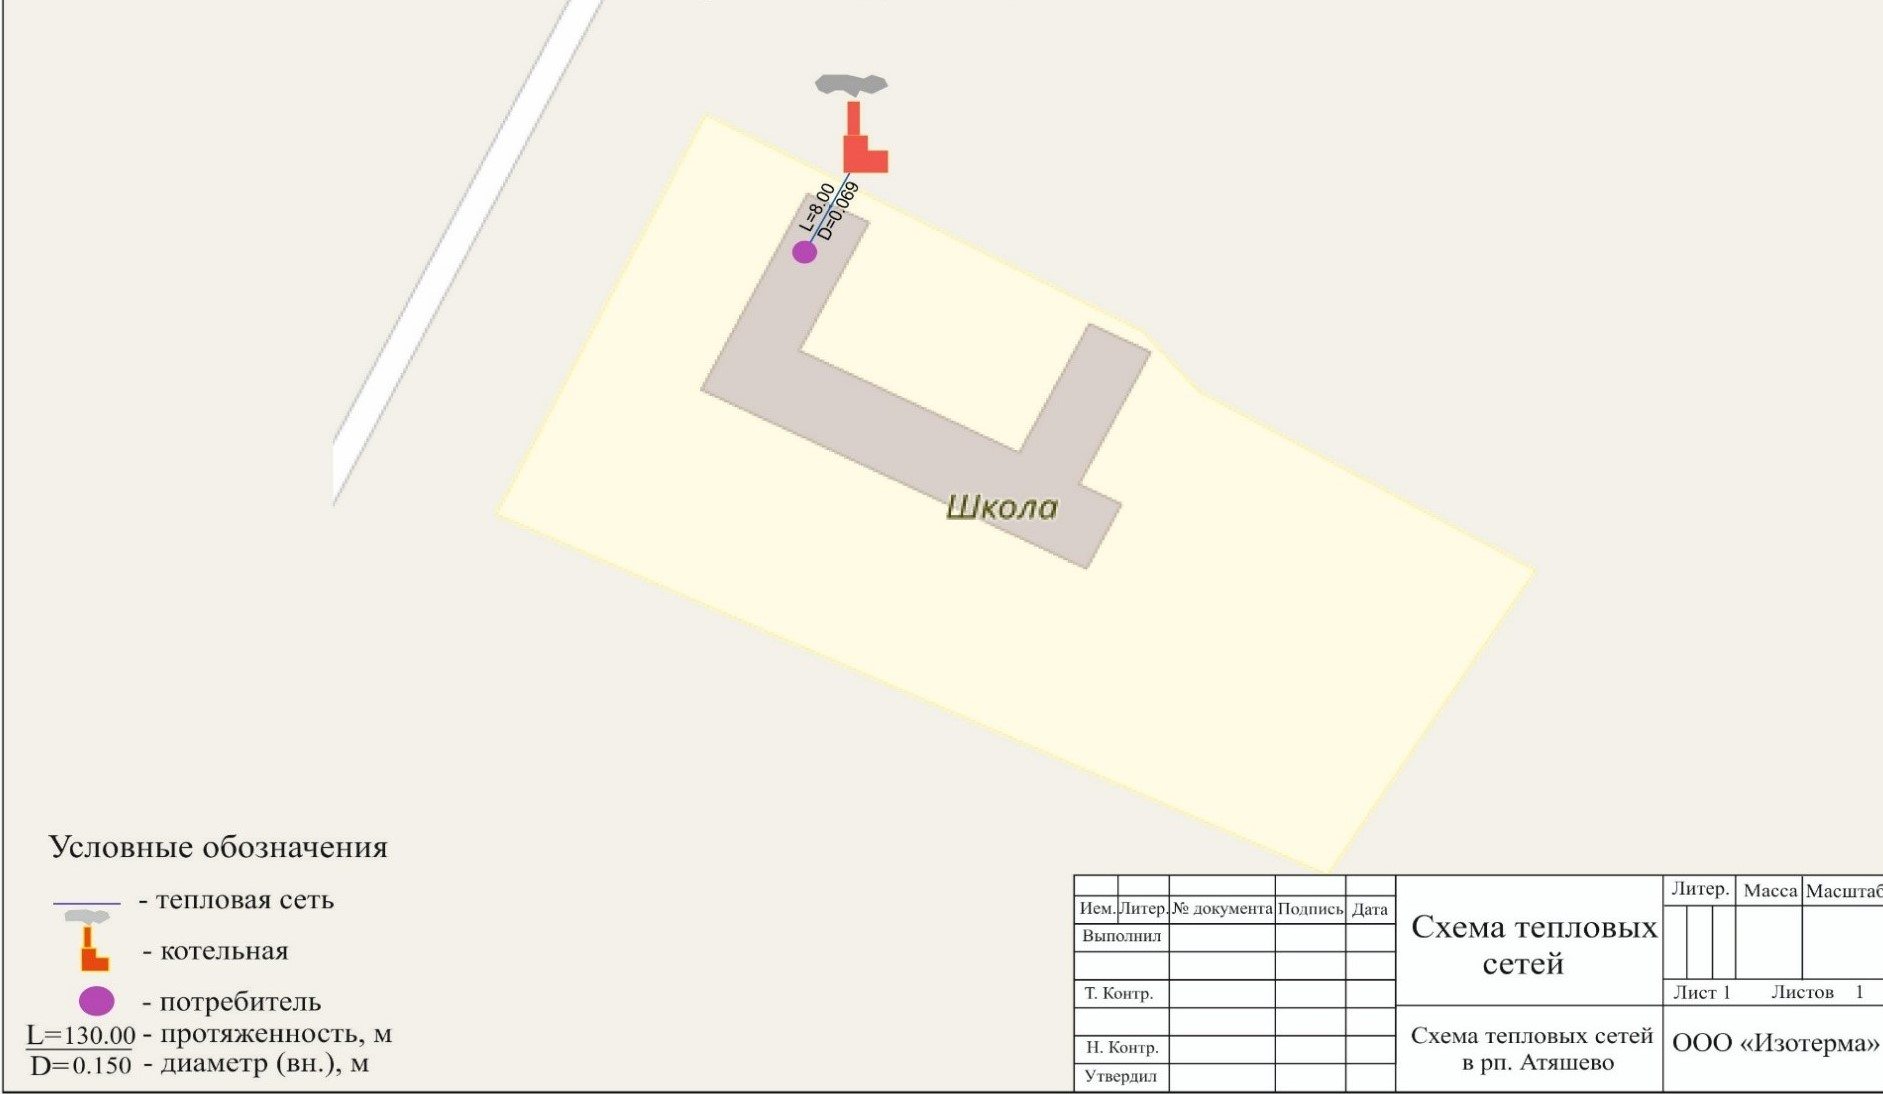 L=8.00
D=0.069
Школа
Условные обозначения
- тепловая сеть
- котельная
- потребитель
L=130.00 - протяженность, м
D=0.150 - диаметр (вн.), м
Ием. Литер. № документа Подпись Дата
Выполнил
Т. Контр.
Н. Контр.
Утвердил
Схема тепловых
сетей
Схема тепловых сетей
в рп. Атяшево
Литер. Масса Масштаб
Лист 1 Листов 1
ООО «Изотерма»